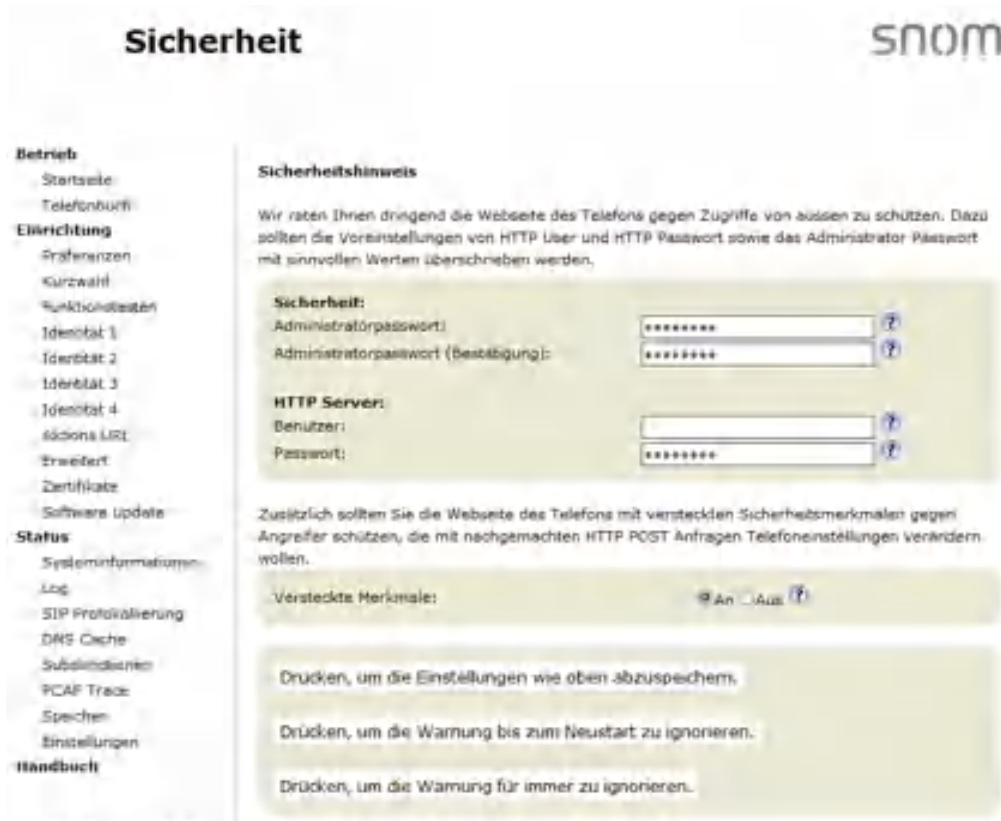 Sicherheit
snom
Betrieb
Startseite
Telefonbuch
Einrichtung
Präferenzen
Kurzwahl
Funktionstasten
Identität 1
Identität 2
Identität 3
Identität 4
Aktions URL
Erweitert
Zertifikate
Software Update
Status
Systeminformationen
Log
SIP Protokollierung
DNS Cache
Subskriptionen
PCAP Trace
Speicher
Einstellungen
Handbuch
Sicherheitshinweis
Wir raten Ihnen dringend die Webseite des Telefons gegen Zugriffe von aussen zu schützen. Dazu
sollten die Voreinstellungen von HTTP User und HTTP Passwort sowie das Administrator Passwort
mit sinnvollen Werten überschrieben werden.
Sicherheit:
Administratorpasswort: ********
Administratorpasswort (Bestätigung): ********
HTTP Server:
Benutzer:
Passwort: ********
Zusätzlich sollten Sie die Webseite des Telefons mit versteckten Sicherheitsmerkmalen gegen
Angreifer schützen, die mit nachgemachten HTTP POST Anfragen Telefoneinstellungen verändern
wollen.
Versteckte Merkmale: An Aus
Drücken, um die Einstellungen wie oben abzuspeichern.
Drücken, um die Warnung bis zum Neustart zu ignorieren.
Drücken, um die Warnung für immer zu ignorieren.